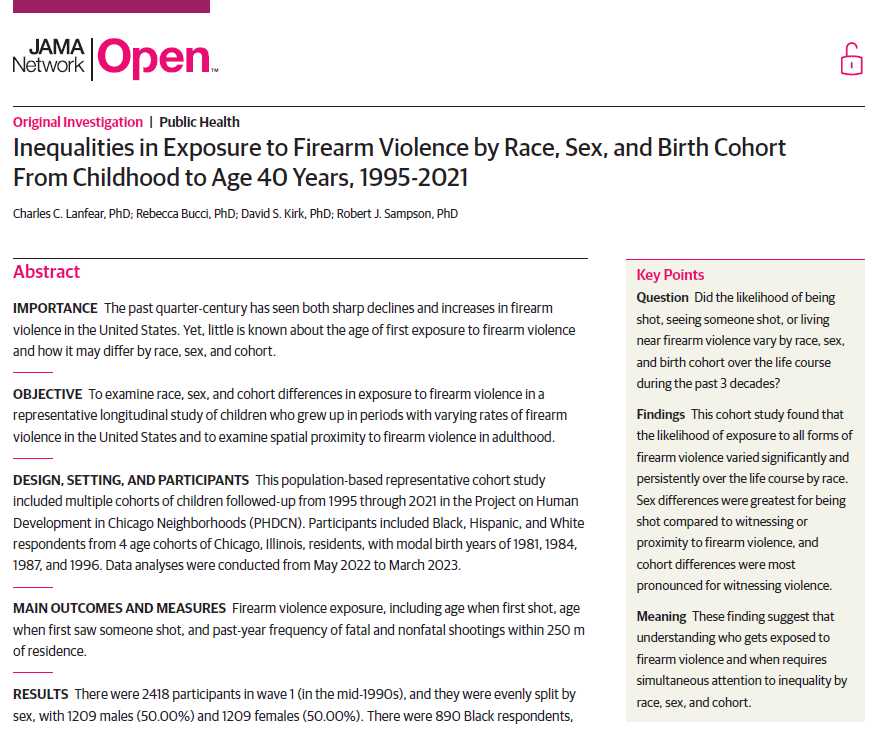 JAMA
Network
Open™
Original Investigation | Public Health
Inequalities in Exposure to Firearm Violence by Race, Sex, and Birth Cohort
From Childhood to Age 40 Years, 1995-2021
Charles C. Lanfear, PhD; Rebecca Bucci, PhD; David S. Kirk, PhD; Robert J. Sampson, PhD
Abstract
IMPORTANCE The past quarter-century has seen both sharp declines and increases in firearm
violence in the United States. Yet, little is known about the age of first exposure to firearm violence
and how it may differ by race, sex, and cohort.
OBJECTIVE To examine race, sex, and cohort differences in exposure to firearm violence in a
representative longitudinal study of children who grew up in periods with varying rates of firearm
violence in the United States and to examine spatial proximity to firearm violence in adulthood.
DESIGN, SETTING, AND PARTICIPANTS This population-based representative cohort study
included multiple cohorts of children followed-up from 1995 through 2021 in the Project on Human
Development in Chicago Neighborhoods (PHDCN). Participants included Black, Hispanic, and White
respondents from 4 age cohorts of Chicago, Illinois, residents, with modal birth years of 1981, 1984,
1987, and 1996. Data analyses were conducted from May 2022 to March 2023.
MAIN OUTCOMES AND MEASURES Firearm violence exposure, including age when first shot, age
when first saw someone shot, and past-year frequency of fatal and nonfatal shootings within 250 m
of residence.
RESULTS There were 2418 participants in wave 1 (in the mid-1990s), and they were evenly split by
sex, with 1209 males (50.00%) and 1209 females (50.00%). There were 890 Black respondents,
Key Points
Question Did the likelihood of being
shot, seeing someone shot, or living
near firearm violence vary by race, sex,
and birth cohort over the life course
during the past 3 decades?
Findings This cohort study found that
the likelihood of exposure to all forms of
firearm violence varied significantly and
persistently over the life course by race.
Sex differences were greatest for being
shot compared to witnessing or
proximity to firearm violence, and
cohort differences were most
pronounced for witnessing violence.
Meaning These finding suggest that
understanding who gets exposed to
firearm violence and when requires
simultaneous attention to inequality by
race, sex, and cohort.